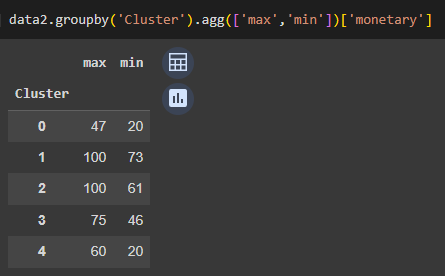 data2.groupby('Cluster').agg(['max','min'])['monetary']
max min
Cluster
0 47 20
1 100 73
2 100 61
3 75 46
4 60 20